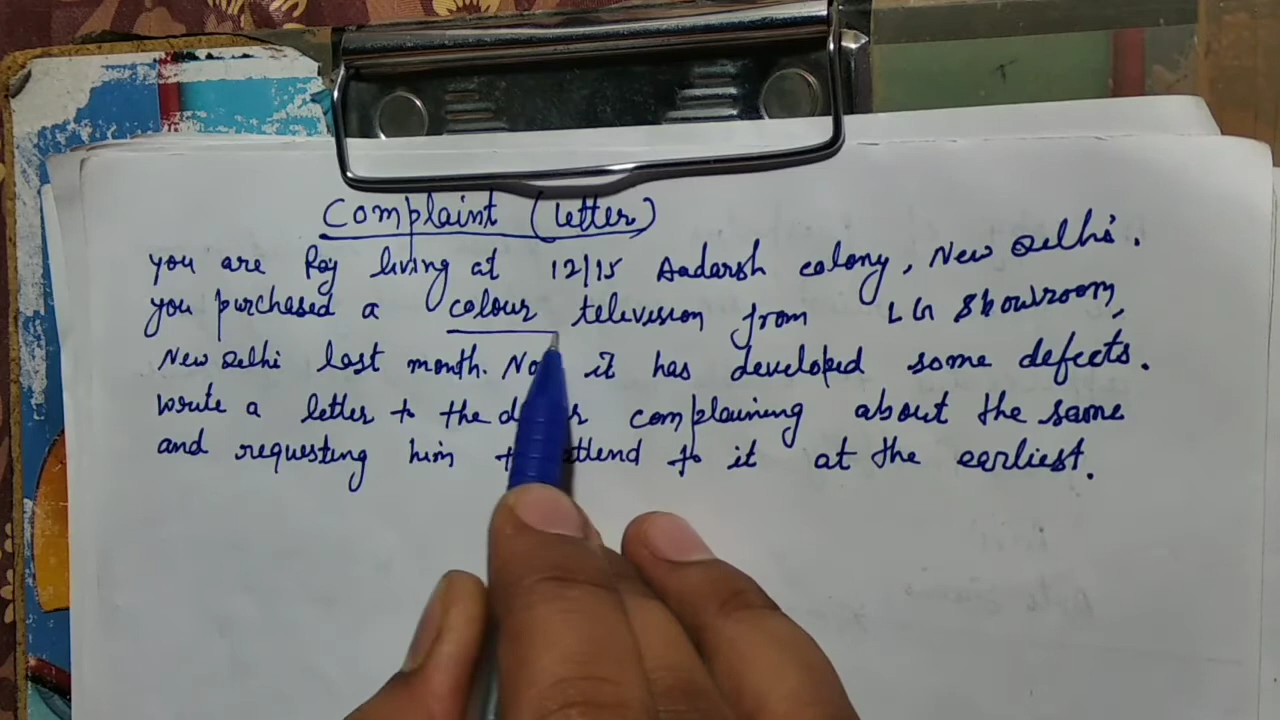 Complaint (Letter)
you are Roy living at 12/15 Aadarsh colony, New Delhi.
you purchased a colour television from LG Showroom,
New Delhi last month. it has developed some defects.
write a letter to the complaining about the same
and requesting him attend to it at the earliest.